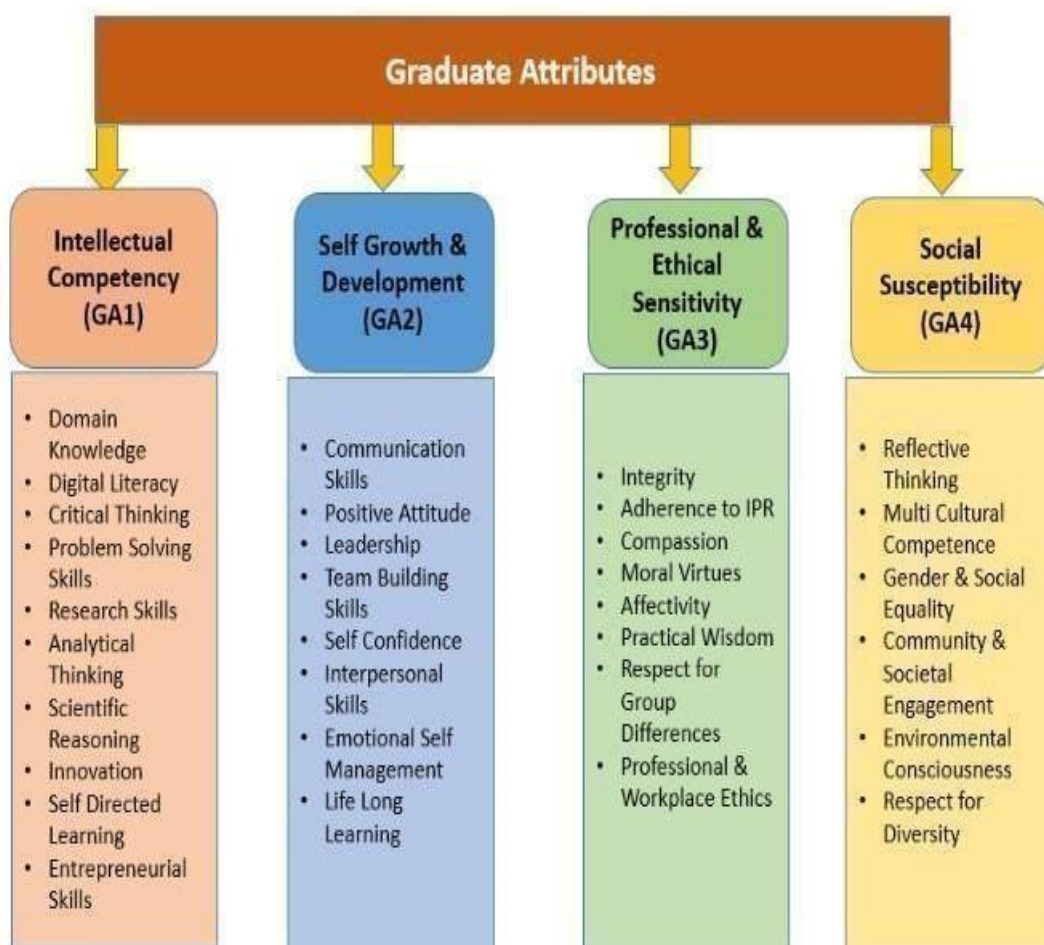 Graduate Attributes
Intellectual
Competency
(GA1)
• Domain
Knowledge
• Digital Literacy
• Critical Thinking
• Problem Solving
Skills
• Research Skills
• Analytical
Thinking
• Scientific
Reasoning
• Innovation
• Self Directed
Learning
• Entrepreneurial
Skills
Self Growth &
Development
(GA2)
• Communication
Skills
• Positive Attitude
• Leadership
• Team Building
Skills
• Self Confidence
• Interpersonal
Skills
• Emotional Self
Management
• Life Long
Learning
Professional &
Ethical
Sensitivity
(GA3)
• Integrity
• Adherence to IPR
• Compassion
• Moral Virtues
• Affectivity
• Practical Wisdom
• Respect for
Group
Differences
• Professional &
Workplace Ethics
Social
Susceptibility
(GA4)
• Reflective
Thinking
• Multi Cultural
Competence
• Gender & Social
Equality
• Community &
Societal
Engagement
• Environmental
Consciousness
• Respect for
Diversity